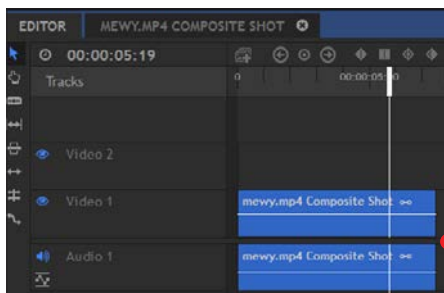 EDITOR MEWY.MP4 COMPOSITE SHOT
00:00:05:19
Tracks
0 00:00:05:00
Video 2
Video 1
mewy.mp4 Composite Shot
Audio 1
mewy.mp4 Composite Shot